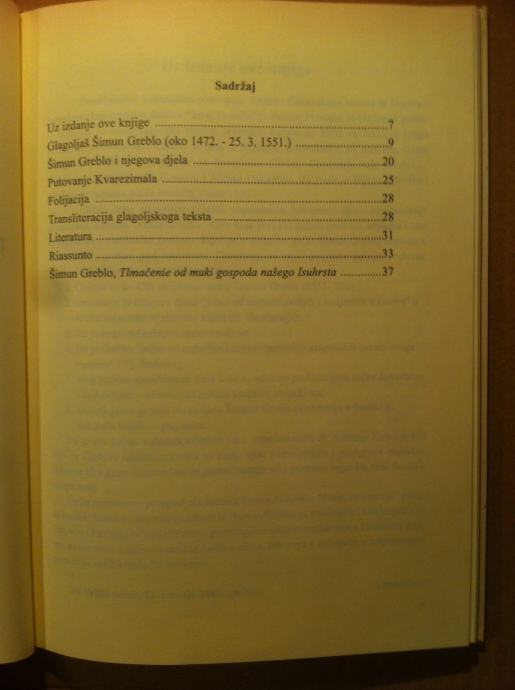 Sadržaj
Uz izdanje ove knjige ...........................................................7
Glagoljaš Šimun Greblo (oko 1472. - 25. 3. 1551.) .......................9
Šimun Greblo i njegova djela ................................................20
Putovanje Kvarezimala .......................................................25
Folijacija ............................................................................28
Transliteracija glagoljskoga teksta .........................................28
Literatura ...........................................................................31
Riassunto ...........................................................................33
Šimun Greblo, Tlmačenie od muki gospoda našego Isuhrsta ............37